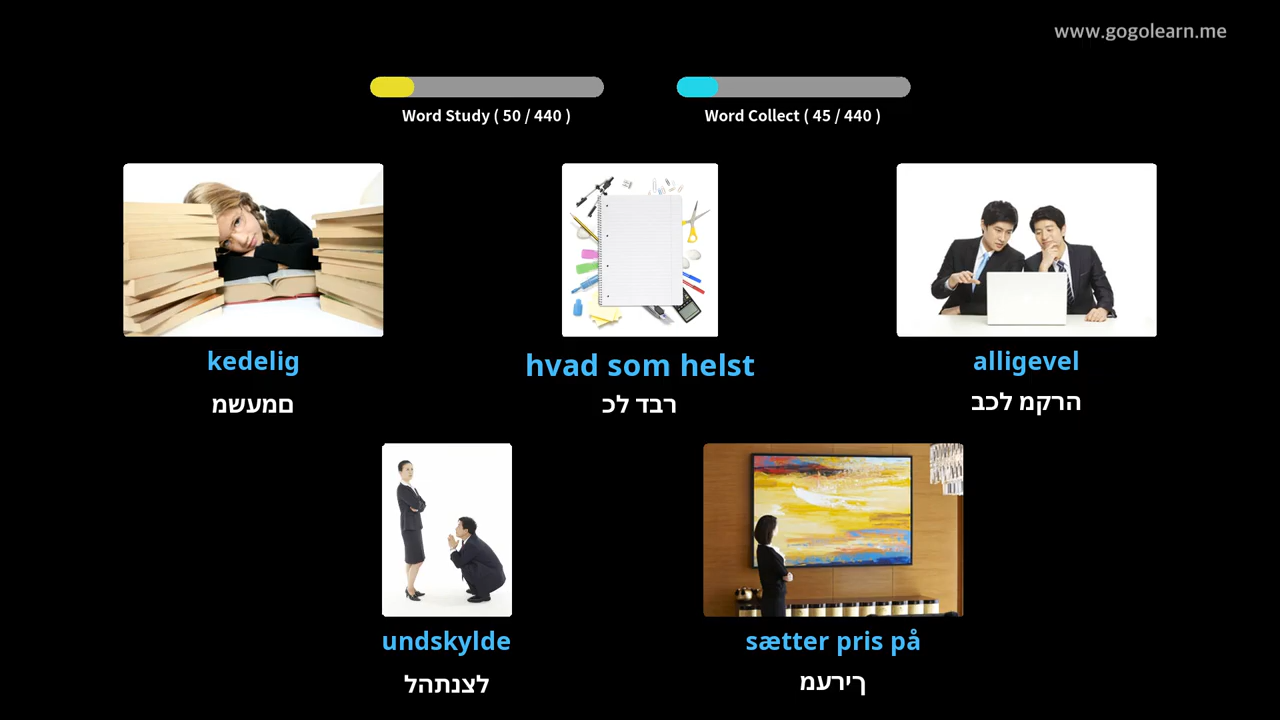 www.gogolearn.me
Word Study ( 50 / 440 )
Word Collect ( 45 / 440 )
kedelig
םמעשמ
hvad som helst
רבד לכ
alligevel
הרקמ לכב
undskylde
לצנתהל
sætter pris på
ךירעמ